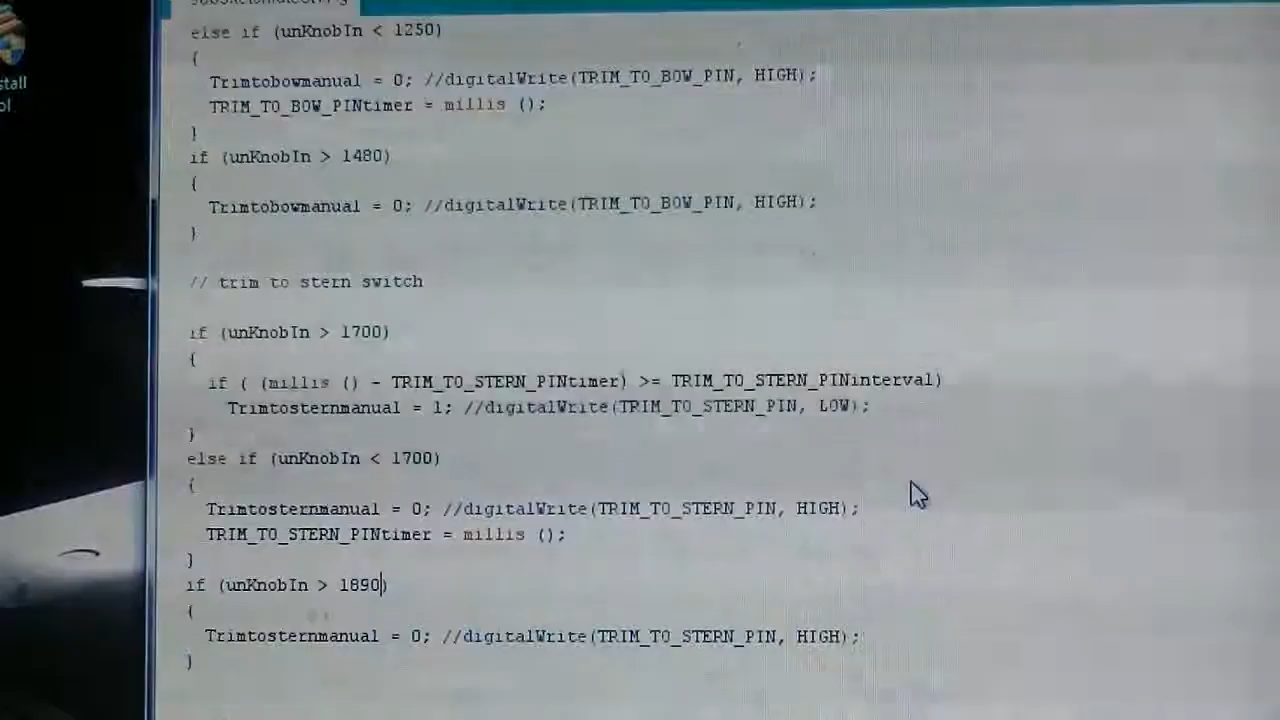 else if (unKnobIn < 1250)
{
Trimtobowmanual = 0; //digitalWrite(TRIM_TO_BOW_PIN, HIGH);
TRIM_TO_BOW_PINtimer = millis ();
}
if (unKnobIn > 1480)
{
Trimtobowmanual = 0; //digitalWrite(TRIM_TO_BOW_PIN, HIGH);
}
// trim to stern switch
if (unKnobIn > 1700)
{
if ( (millis () - TRIM_TO_STERN_PINtimer) >= TRIM_TO_STERN_PINinterval)
Trimtosternmanual = 1; //digitalWrite(TRIM_TO_STERN_PIN, LOW);
}
else if (unKnobIn < 1700)
{
Trimtosternmanual = 0; //digitalWrite(TRIM_TO_STERN_PIN, HIGH);
TRIM_TO_STERN_PINtimer = millis ();
}
if (unKnobIn > 1890)
{
Trimtosternmanual = 0; //digitalWrite(TRIM_TO_STERN_PIN, HIGH);
}